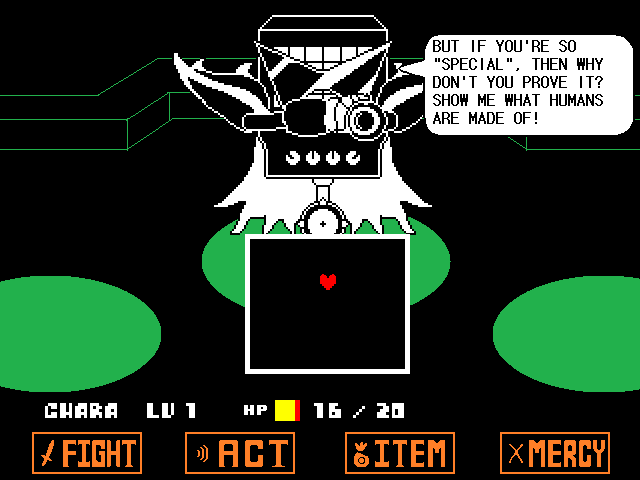 BUT IF YOU'RE SO
"SPECIAL", THEN WHY
DON'T YOU PROVE IT?
SHOW ME WHAT HUMANS
ARE MADE OF!
CHARA LV 1 HP 16 / 20
FIGHT ACT ITEM MERCY